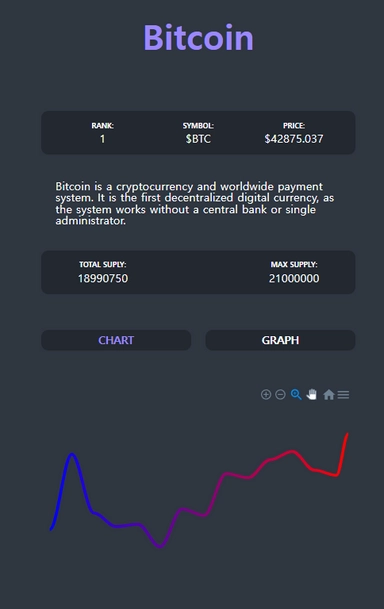 Bitcoin
RANK: SYMBOL: PRICE:
1 $BTC $42875.037
Bitcoin is a cryptocurrency and worldwide payment
system. It is the first decentralized digital currency, as
the system works without a central bank or single
administrator.
TOTAL SUPLY: MAX SUPPLY:
18990750 21000000
CHART GRAPH